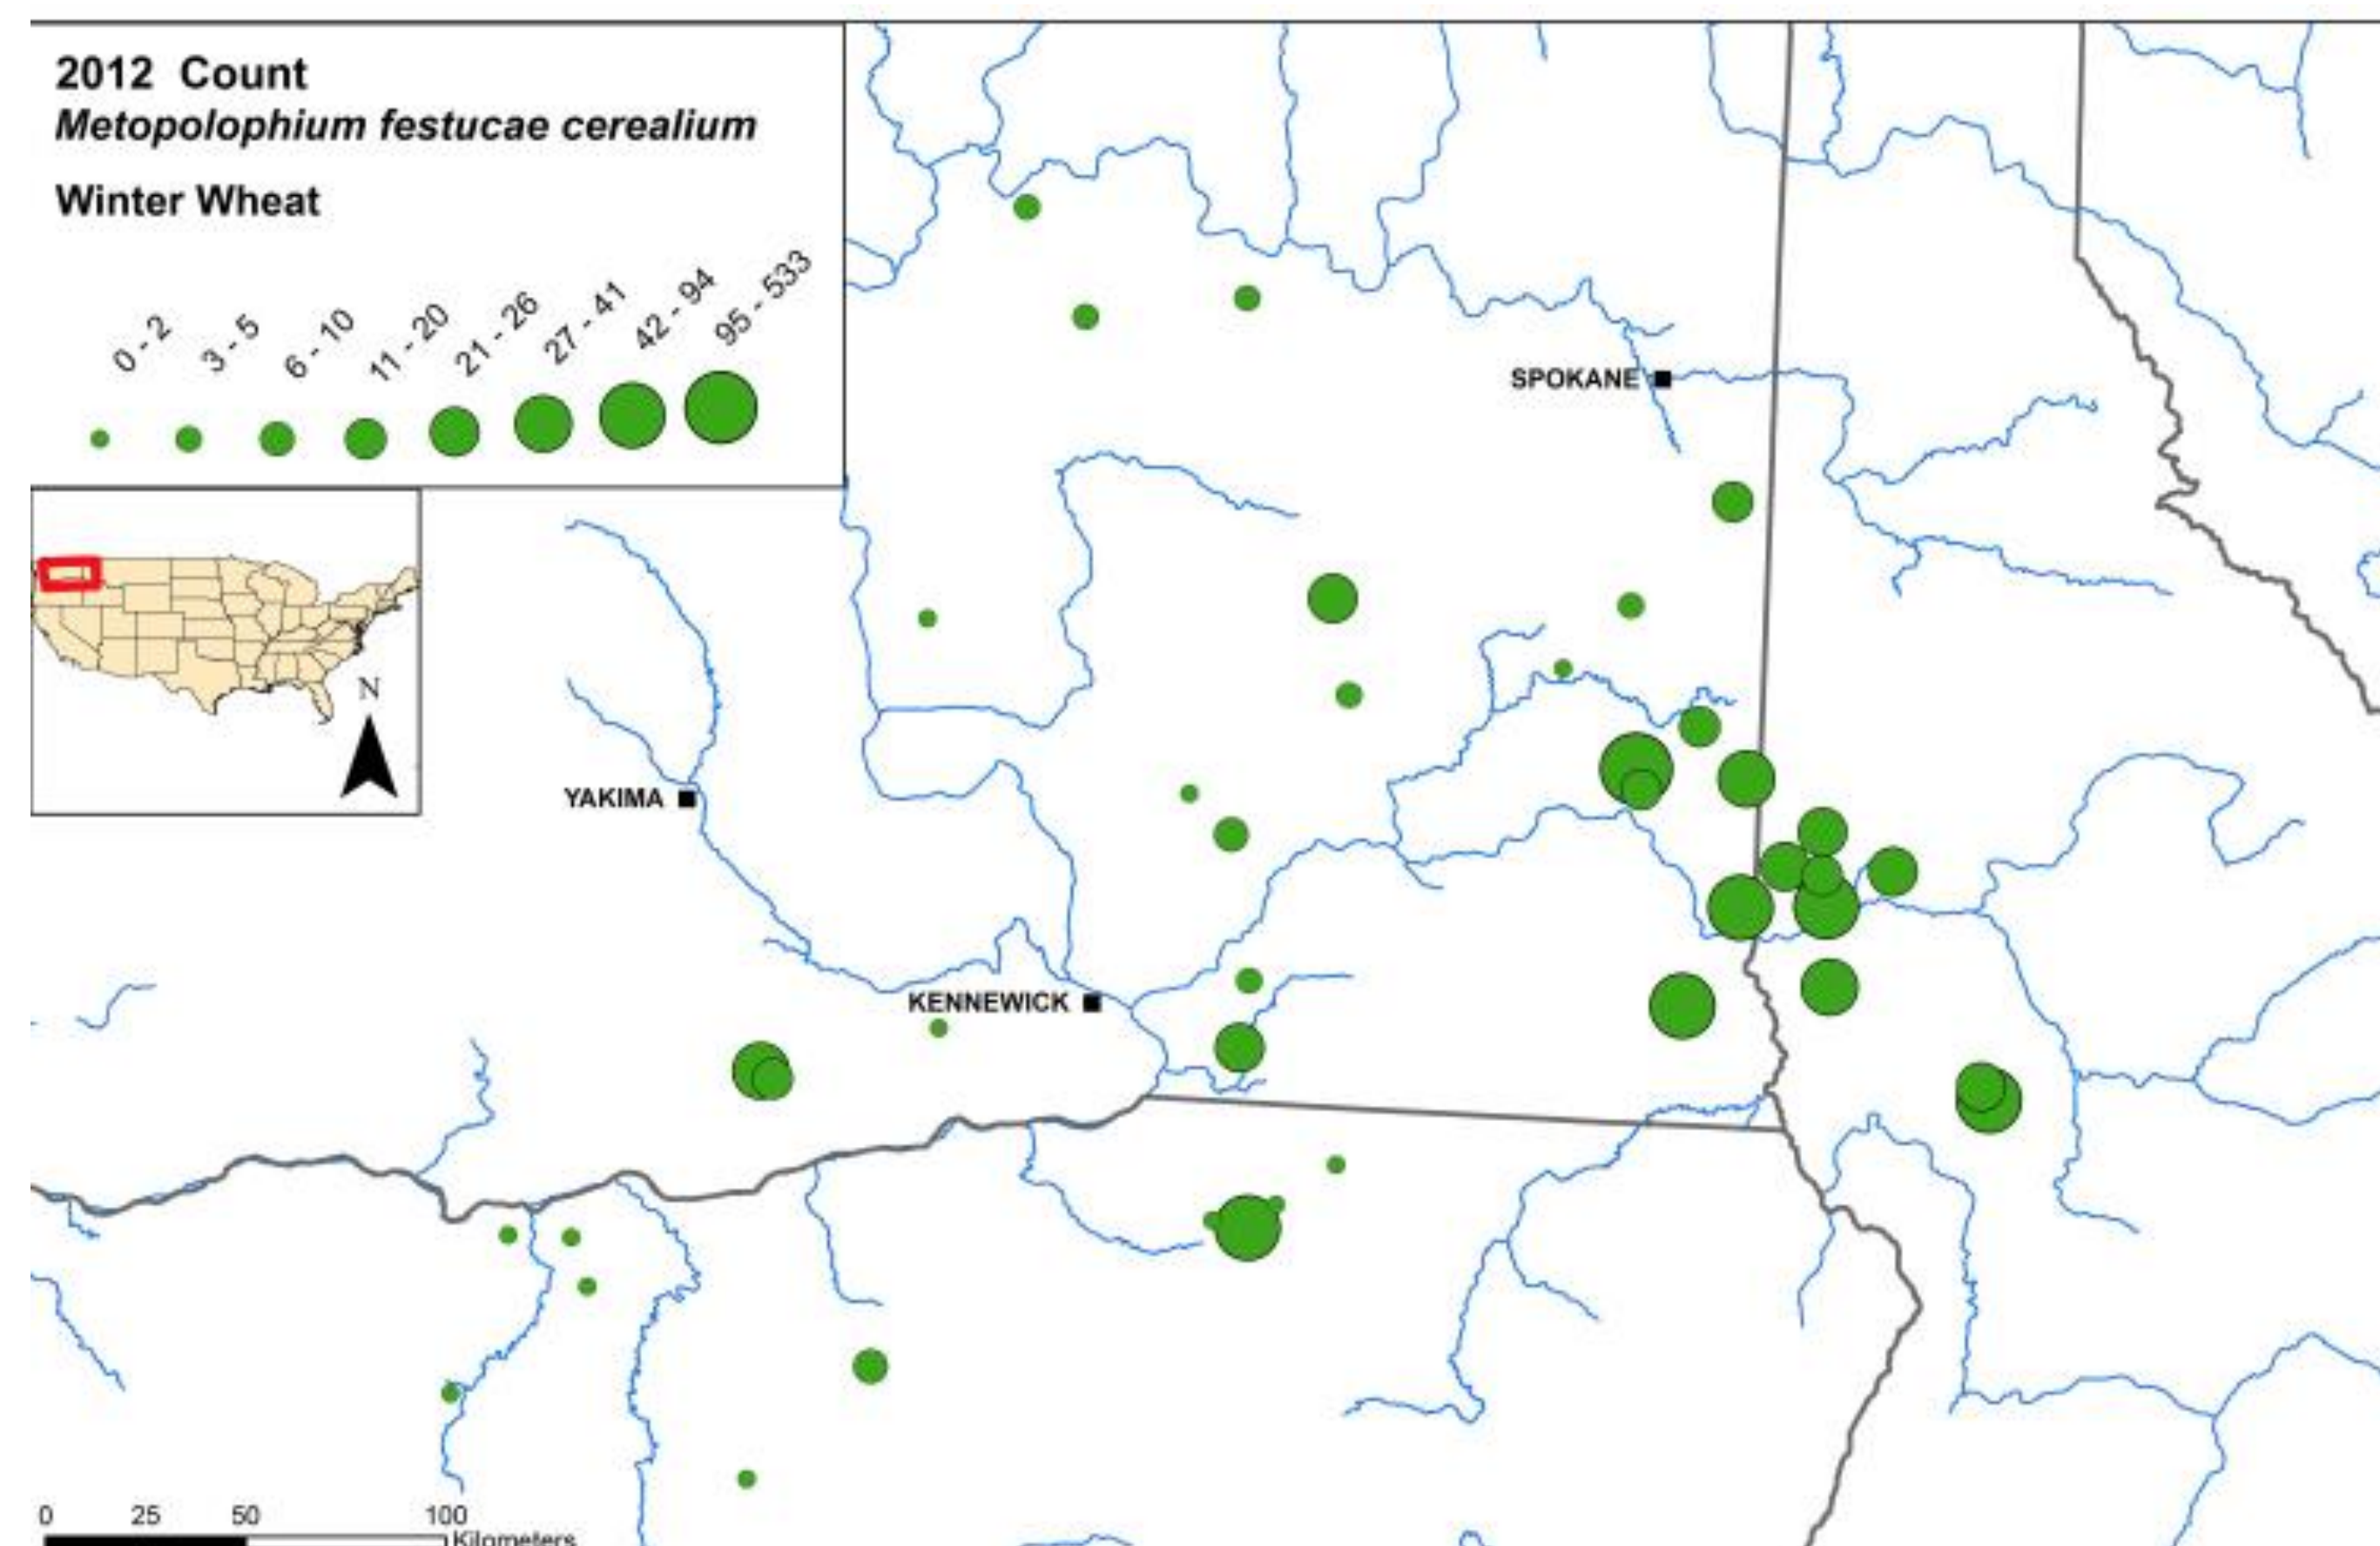 2012 Count
Metopolophium festucae cerealium
Winter Wheat
0 - 2
3 - 5
6 - 10
11 - 20
21 - 26
27 - 41
42 - 94
95 - 533
SPOKANE
N
YAKIMA
KENNEWICK
0 25 50 100
Kilometers